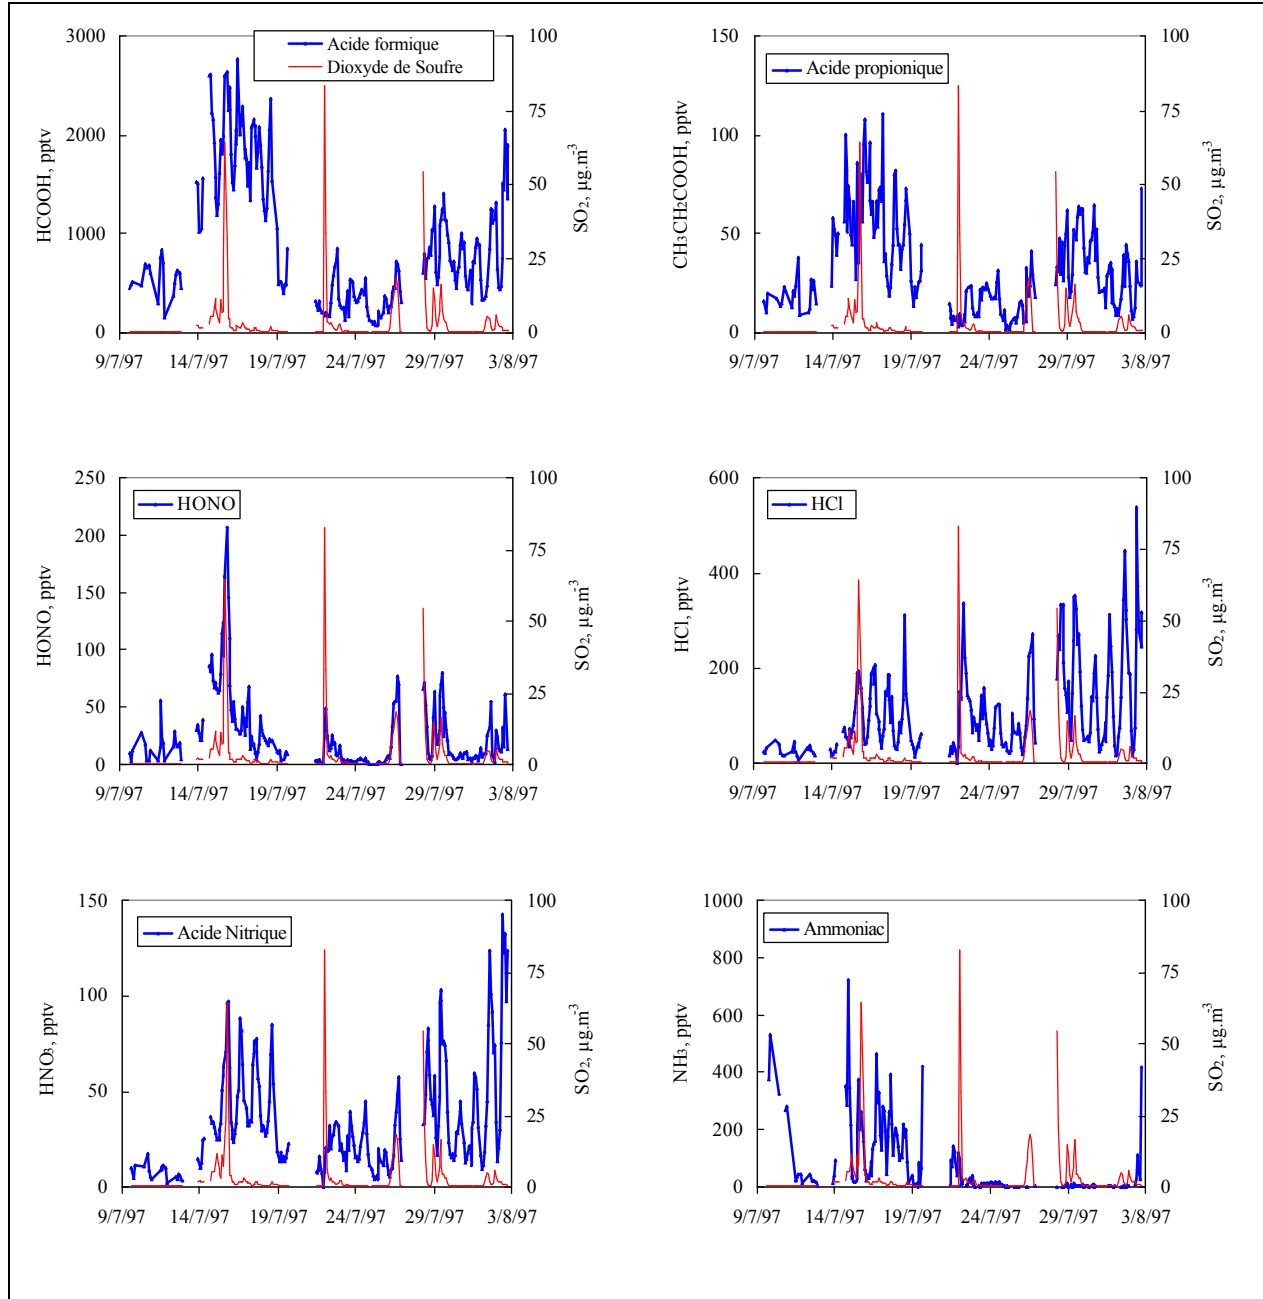 Acide formique
Dioxyde de Soufre
3000
2000
1000
0
HCOOH, pptv
100
75
50
25
0
SO2, µg.m-3
9/7/97 14/7/97 19/7/97 24/7/97 29/7/97 3/8/97
Acide propionique
150
100
50
0
CH3CH2COOH, pptv
100
75
50
25
0
SO2, µg.m-3
9/7/97 14/7/97 19/7/97 24/7/97 29/7/97 3/8/97
HONO
250
200
150
100
50
0
HONO, pptv
100
75
50
25
0
SO2, µg.m-3
9/7/97 14/7/97 19/7/97 24/7/97 29/7/97 3/8/97
HCl
600
400
200
0
HCl, pptv
100
75
50
25
0
SO2, µg.m-3
9/7/97 14/7/97 19/7/97 24/7/97 29/7/97 3/8/97
Acide Nitrique
150
100
50
0
HNO3, pptv
100
75
50
25
0
SO2, µg.m-3
9/7/97 14/7/97 19/7/97 24/7/97 29/7/97 3/8/97
Ammoniac
1000
800
600
400
200
0
NH3, pptv
100
75
50
25
0
SO2, µg.m-3
9/7/97 14/7/97 19/7/97 24/7/97 29/7/97 3/8/97